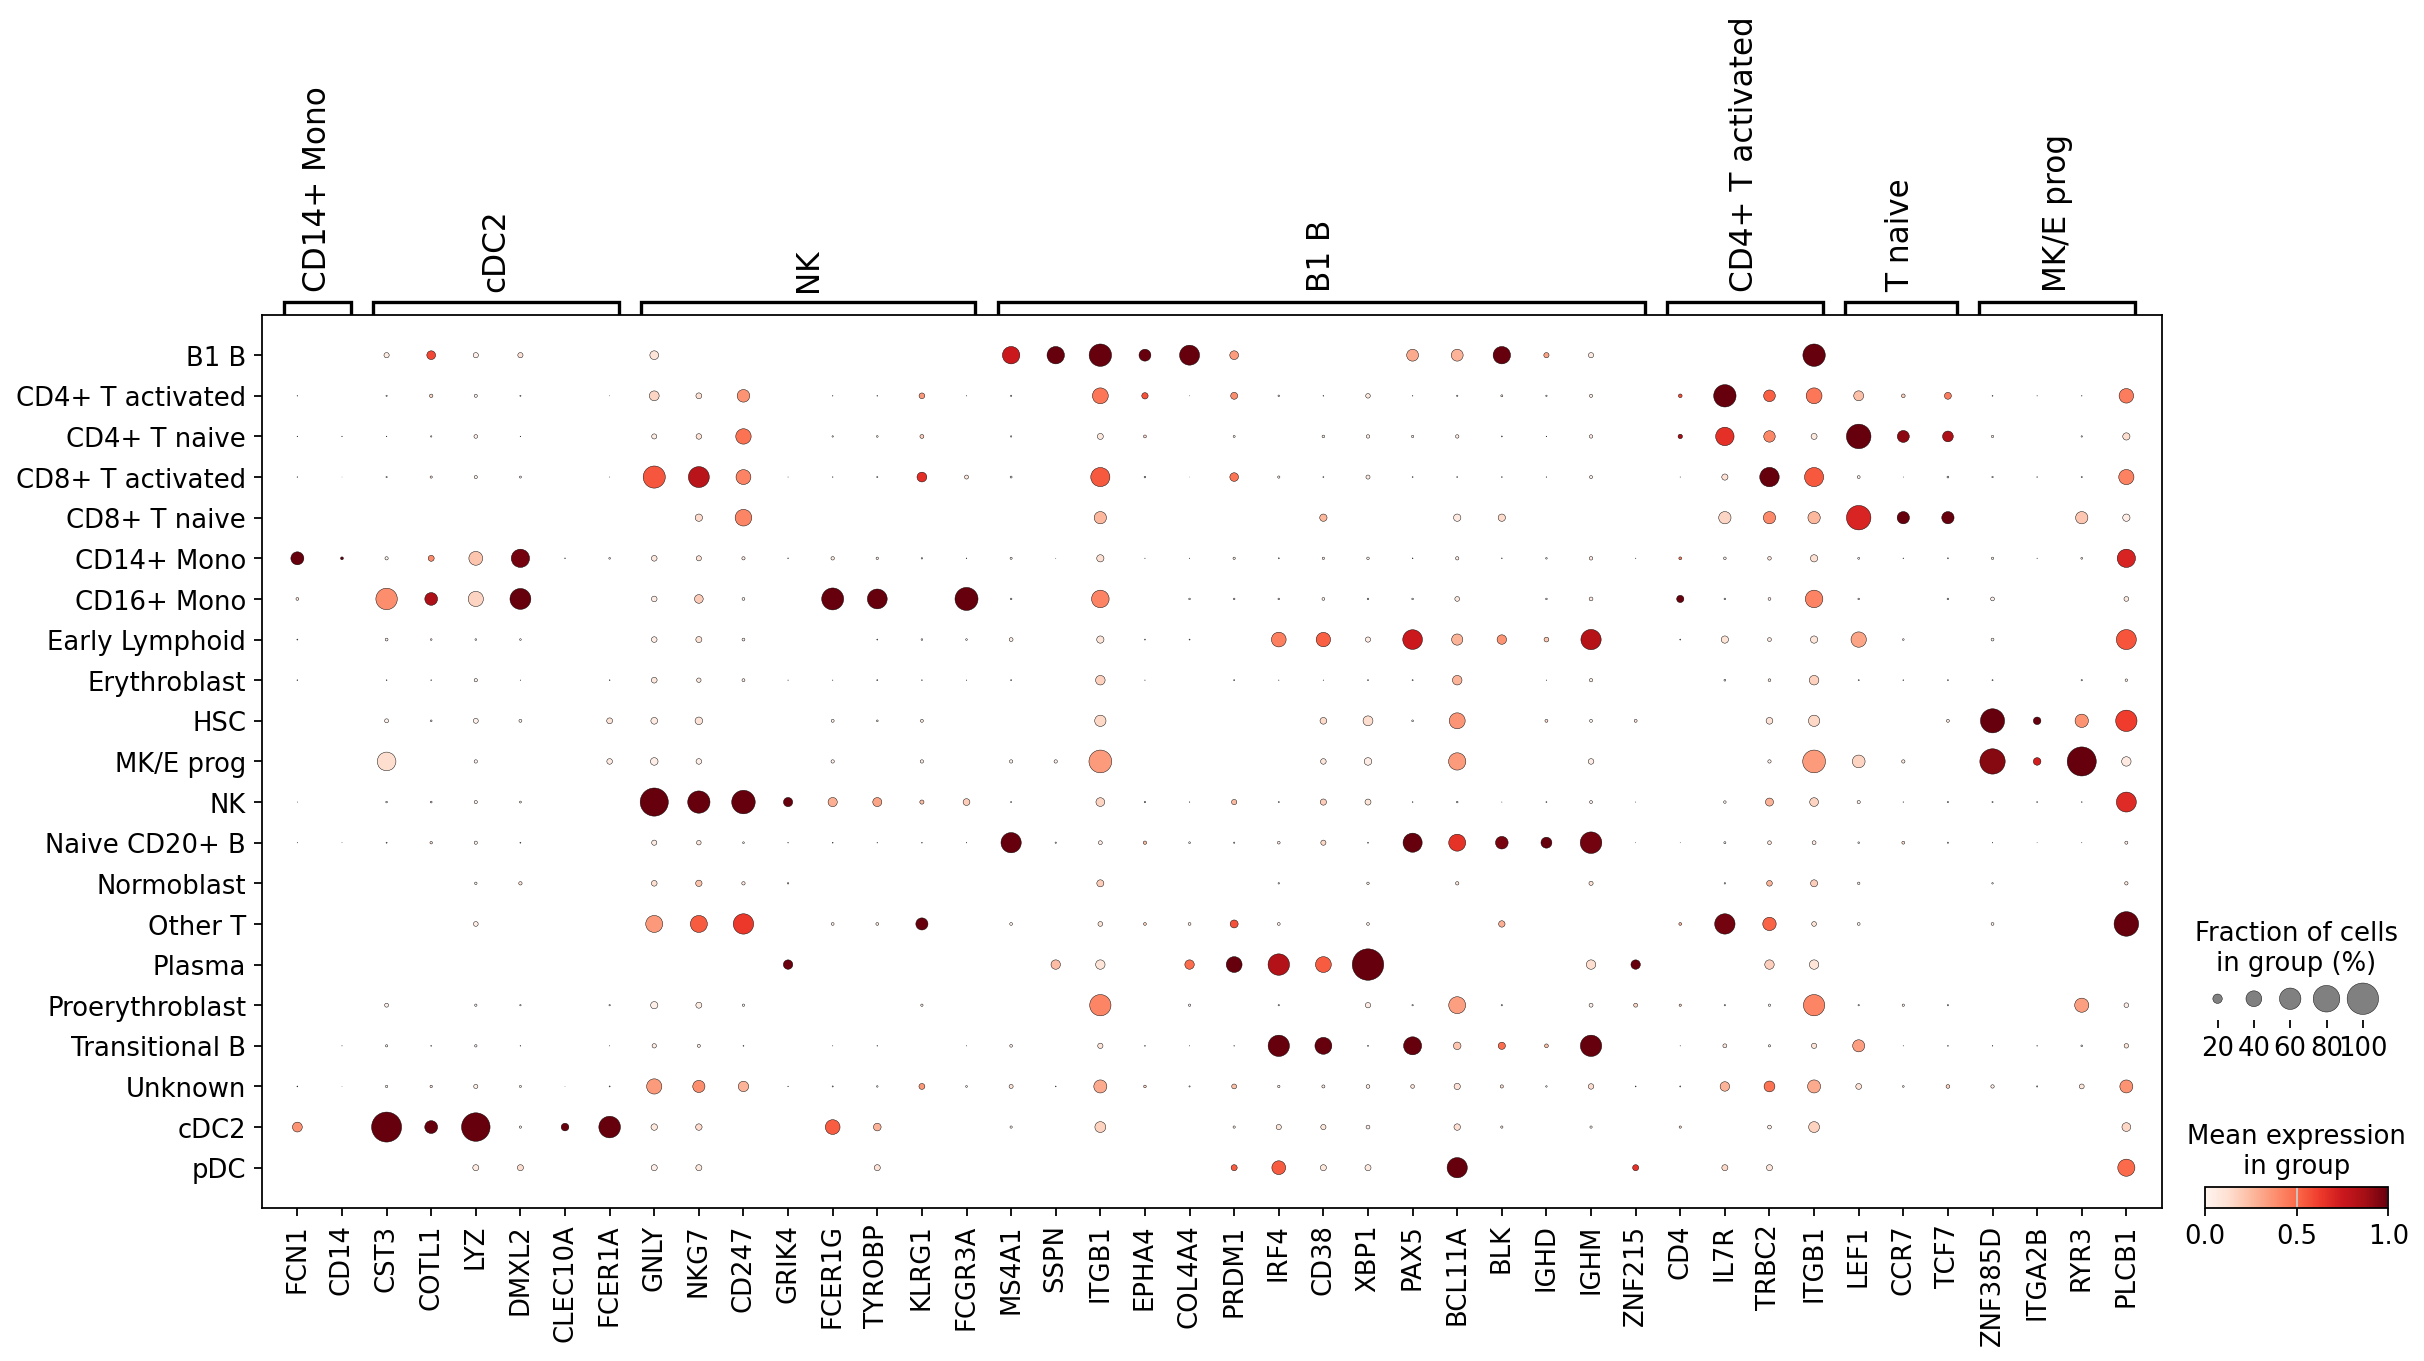 CD14+ Mono
cDC2
NK
B1 B
CD4+ T activated
T naive
MK/E prog
B1 B
CD4+ T activated
CD4+ T naive
CD8+ T activated
CD8+ T naive
CD14+ Mono
CD16+ Mono
Early Lymphoid
Erythroblast
HSC
MK/E prog
NK
Naive CD20+ B
Normoblast
Other T
Plasma
Proerythroblast
Transitional B
Unknown
cDC2
pDC
FCN1
CD14
CST3
COTL1
LYZ
DMXL2
CLEC10A
FCER1A
GNLY
NKG7
CD247
GRIK4
FCER1G
TYROBP
KLRG1
FCGR3A
MS4A1
SSPN
ITGB1
EPHA4
COL4A4
PRDM1
IRF4
CD38
XBP1
PAX5
BCL11A
BLK
IGHD
IGHM
ZNF215
CD4
IL7R
TRBC2
ITGB1
LEF1
CCR7
TCF7
ZNF385D
ITGA2B
RYR3
PLCB1
Fraction of cells
in group (%)
20 40 60 80 100
Mean expression
in group
0.0 0.5 1.0